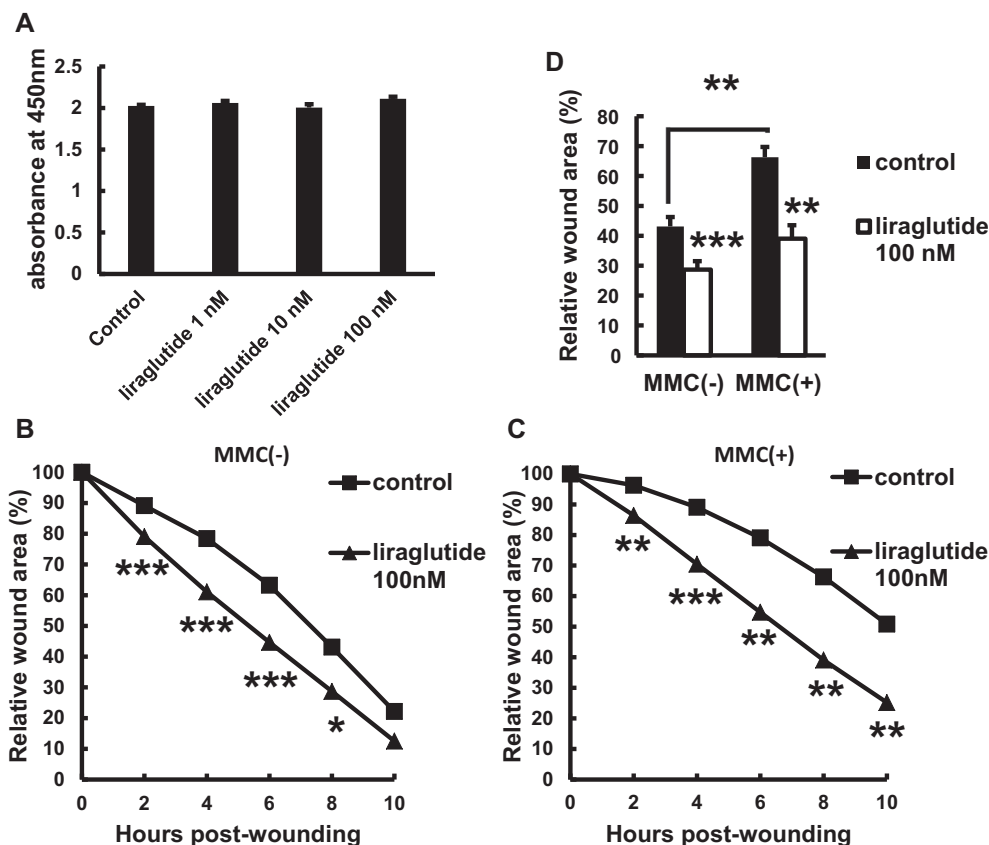 A
absorbance at 450nm
2.5
2
1.5
1
0.5
0
Control
liraglutide 1 nM
liraglutide 10 nM
liraglutide 100 nM
D
Relative wound area (%)
80
70
60
50
40
30
20
10
0
**
***
**
MMC(-) MMC(+)
control
liraglutide
100 nM
B
MMC(-)
Relative wound area (%)
100
90
80
70
60
50
40
30
20
10
0
control
liraglutide
100nM
***
***
***
*
0 2 4 6 8 10
Hours post-wounding
C
MMC(+)
Relative wound area (%)
100
90
80
70
60
50
40
30
20
10
0
control
liraglutide
100nM
**
***
**
**
**
0 2 4 6 8 10
Hours post-wounding